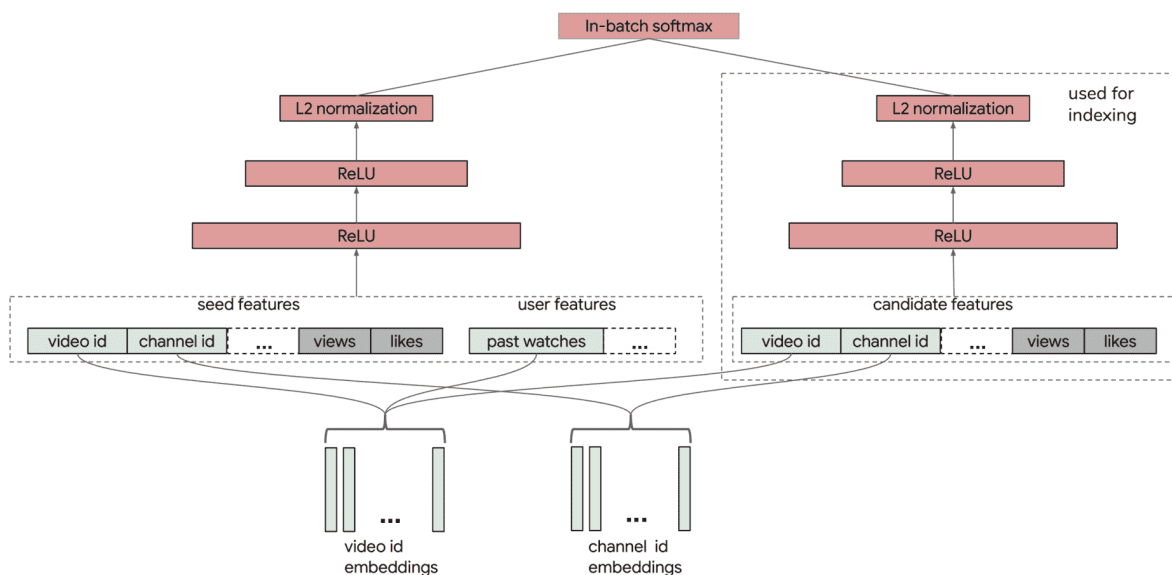 In-batch softmax
L2 normalization
L2 normalization
used for
indexing
ReLU
ReLU
ReLU
ReLU
seed features
user features
candidate features
video id
channel id
...
views
likes
past watches
...
video id
channel id
...
views
likes
...
...
video id
embeddings
channel id
embeddings